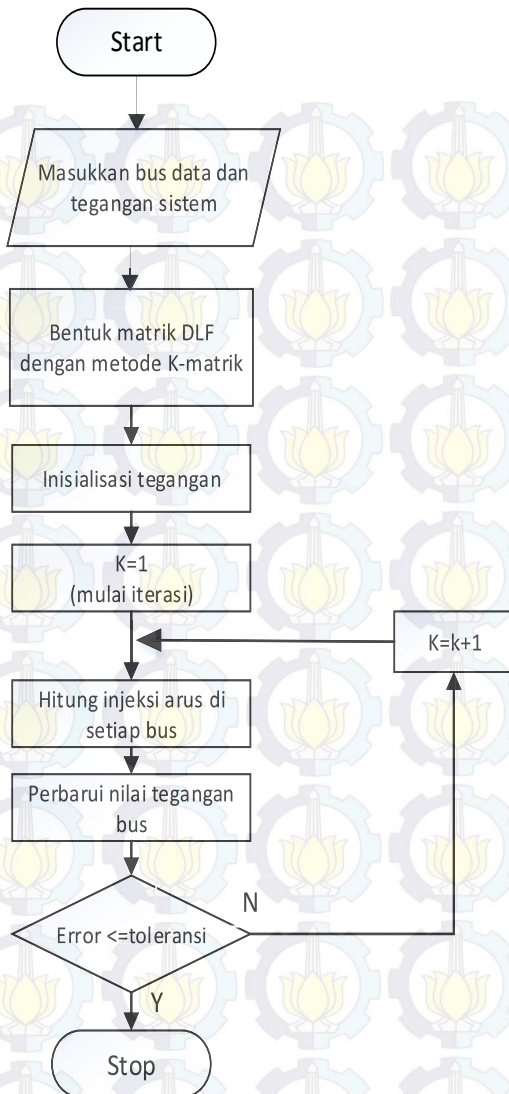 Start
Masukkan bus data dan
tegangan sistem
Bentuk matrik DLF
dengan metode K-matrik
Inisialisasi tegangan
K=1
(mulai iterasi)
K=k+1
Hitung injeksi arus di
setiap bus
Perbarui nilai tegangan
bus
Error <=toleransi
N
Y
Stop